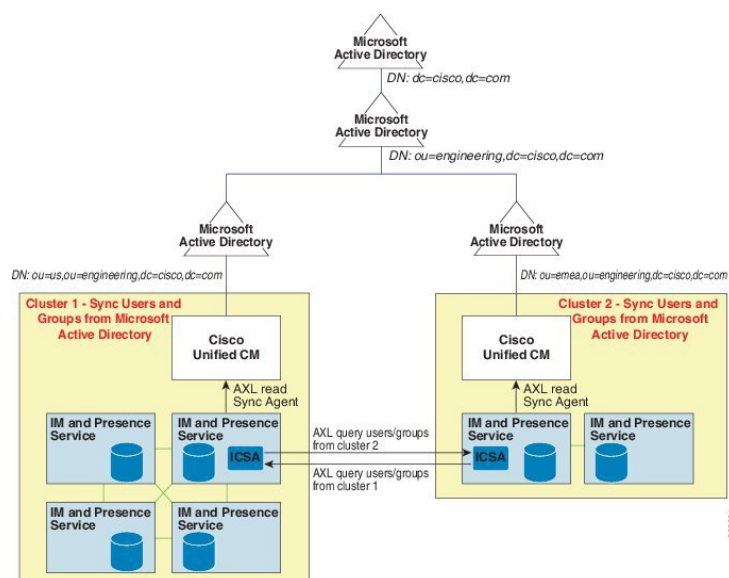 Microsoft
Active Directory
DN: dc=cisco,dc=com
Microsoft
Active Directory
DN: ou=engineering,dc=cisco,dc=com
Microsoft
Active Directory
Microsoft
Active Directory
DN: ou=us,ou=engineering,dc=cisco,dc=com
DN: ou=emea,ou=engineering,dc=cisco,dc=com
Cluster 1 - Sync Users and
Groups from Microsoft
Active Directory
Cisco
Unified CM
AXL read
Sync Agent
IM and Presence
Service
IM and Presence
Service
ICSA
IM and Presence
Service
IM and Presence
Service
AXL query users/groups
from cluster 2
AXL query users/groups
from cluster 1
Cluster 2 - Sync Users and
Groups from Microsoft
Active Directory
Cisco
Unified CM
AXL read
Sync Agent
IM and Presence
Service
ICSA
IM and Presence
Service